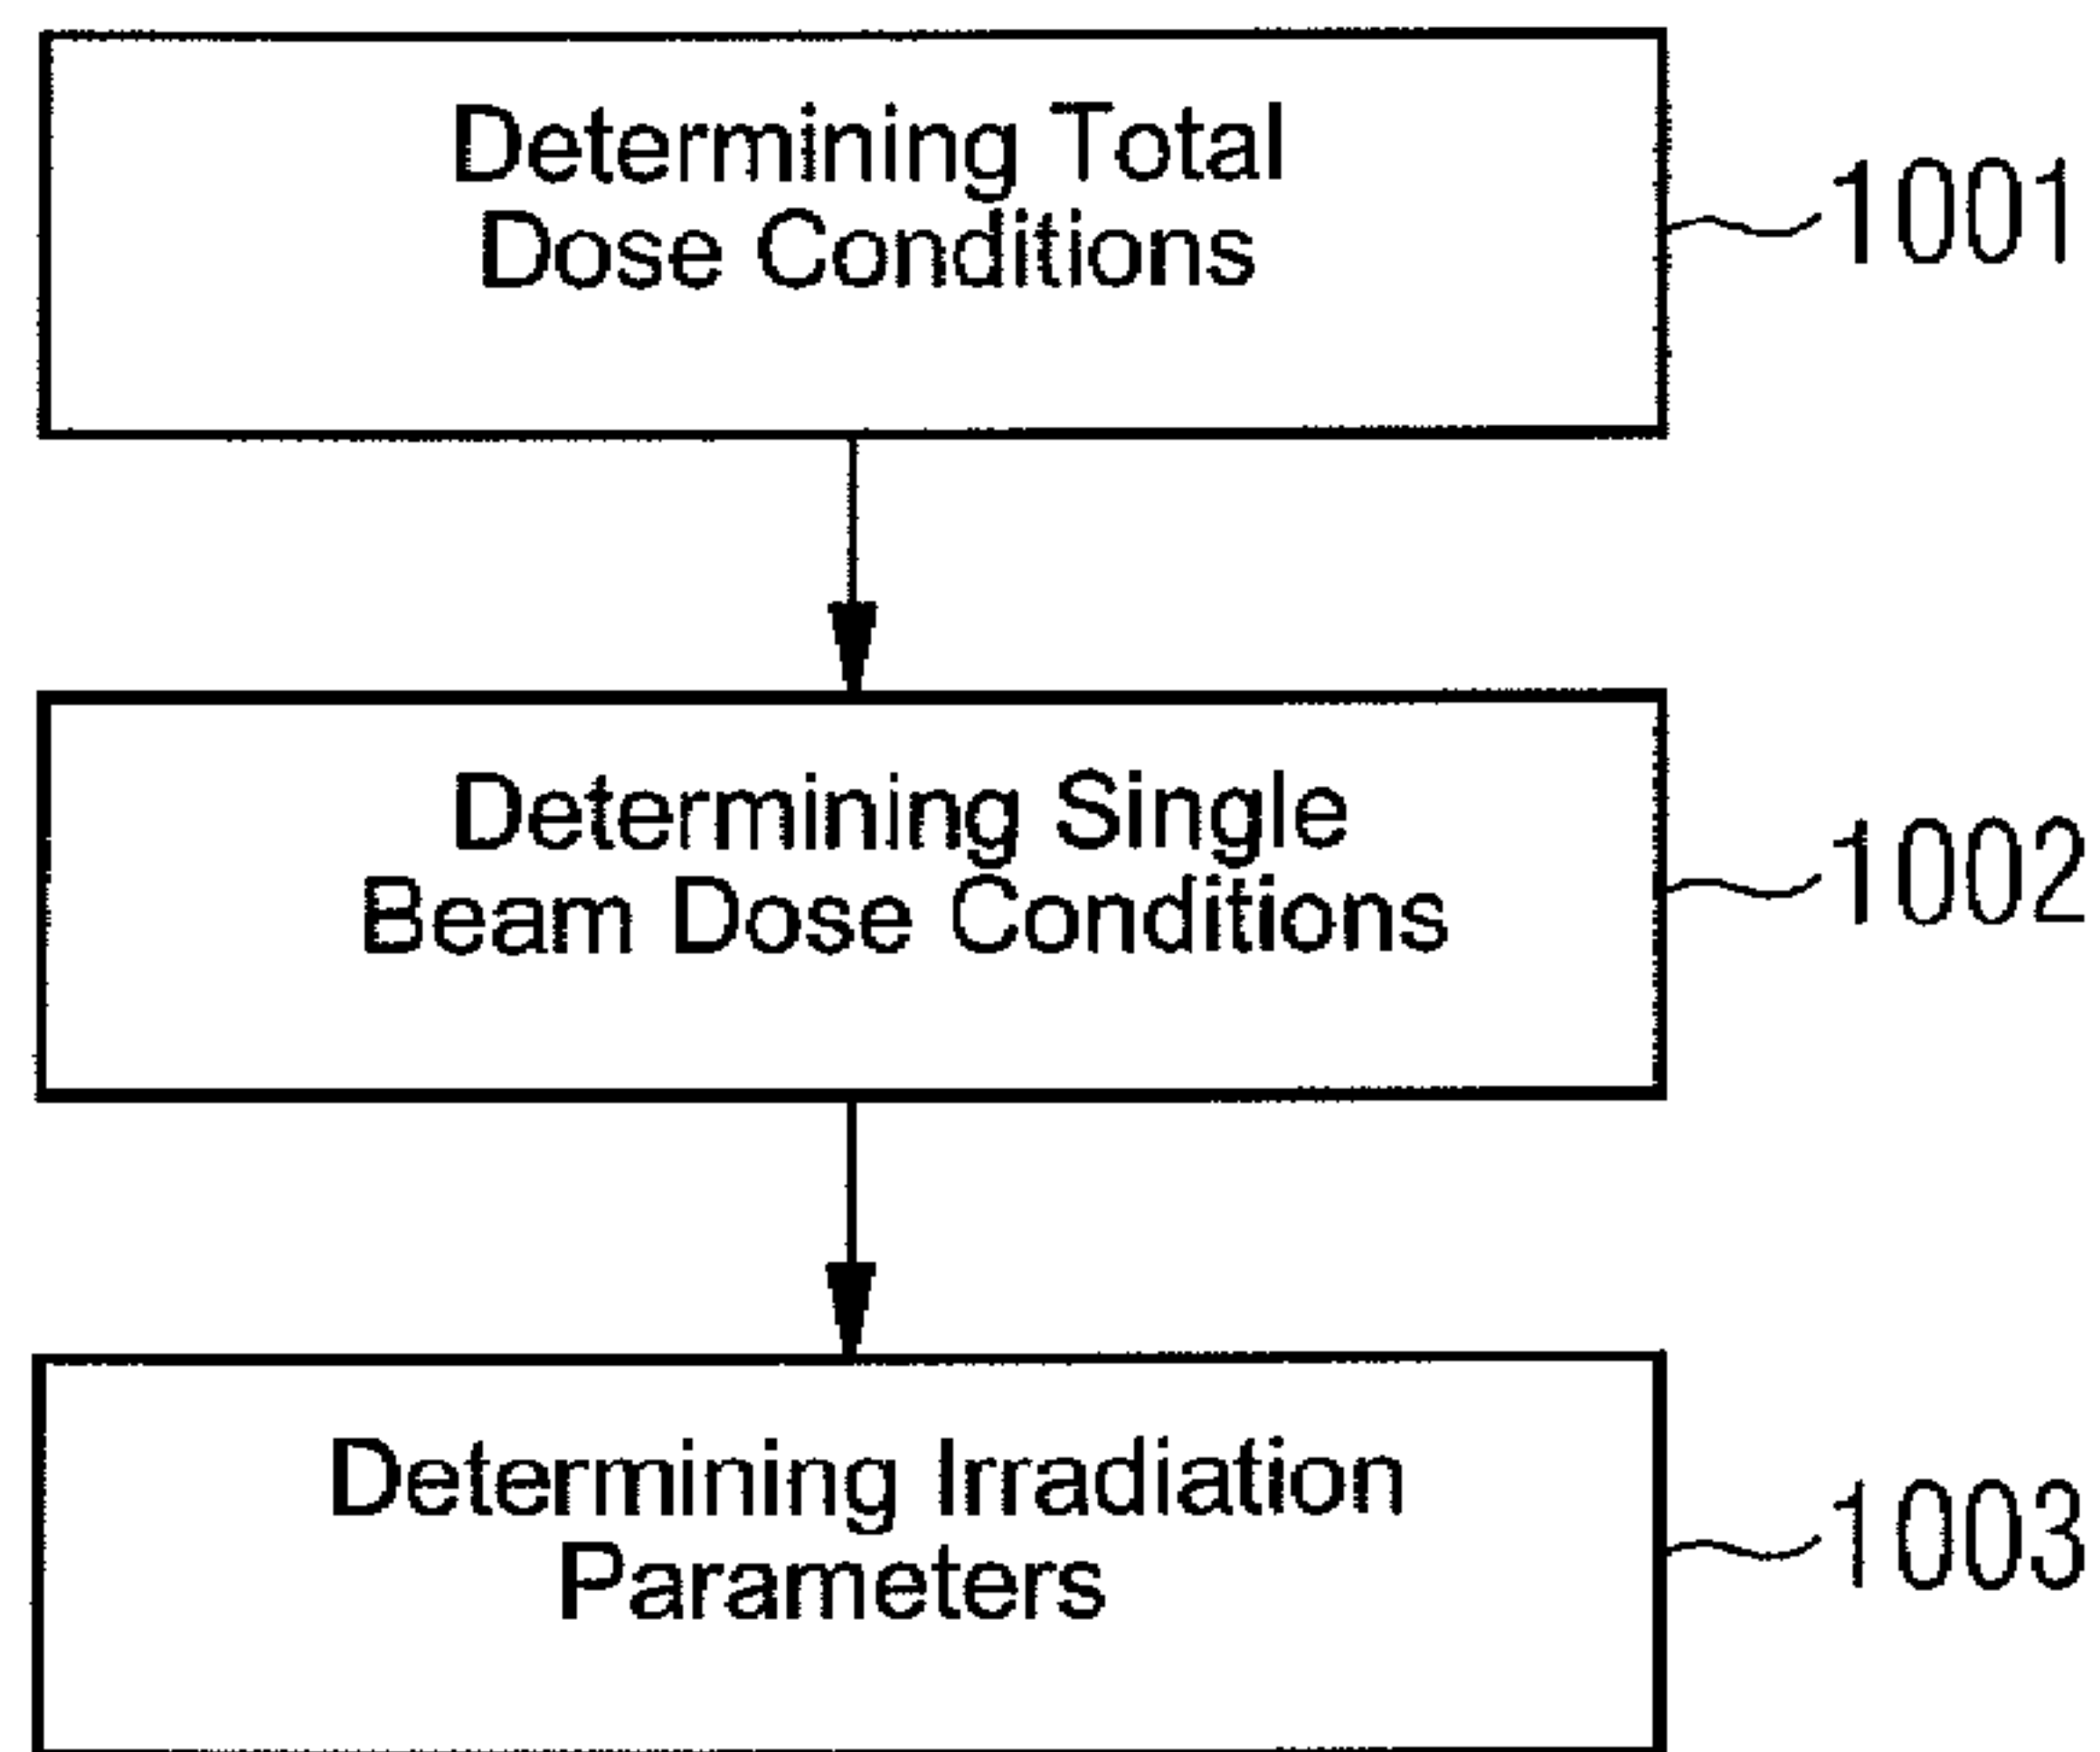 Determining Total
Dose Conditions
1001
Determining Single
Beam Dose Conditions
1002
Determining Irradiation
Parameters
1003